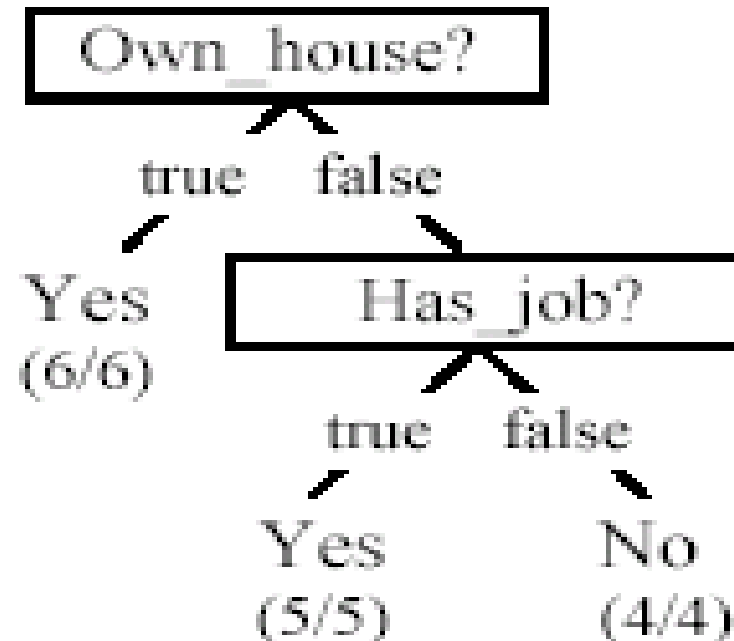 Own_house?
true false
Yes
(6/6)
Has_job?
true false
Yes No
(5/5) (4/4)